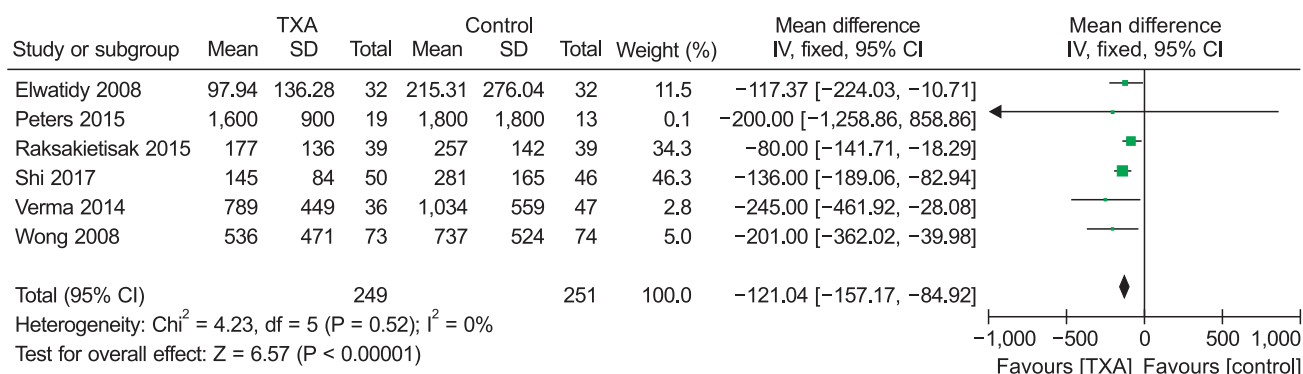 TXA Control Mean difference Mean difference
Study or subgroup Mean SD Total Mean SD Total Weight (%) IV, fixed, 95% CI IV, fixed, 95% CI
Elwatidy 2008 97.94 136.28 32 215.31 276.04 32 11.5 −117.37 [−224.03, −10.71]
Peters 2015 1,600 900 19 1,800 1,800 13 0.1 −200.00 [−1,258.86, 858.86]
Raksakietisak 2015 177 136 39 257 142 39 34.3 −80.00 [−141.71, −18.29]
Shi 2017 145 84 50 281 165 46 46.3 −136.00 [−189.06, −82.94]
Verma 2014 789 449 36 1,034 559 47 2.8 −245.00 [−461.92, −28.08]
Wong 2008 536 471 73 737 524 74 5.0 −201.00 [−362.02, −39.98]
Total (95% CI) 249 251 100.0 −121.04 [−157.17, −84.92]
Heterogeneity: Chi² = 4.23, df = 5 (P = 0.52); I² = 0%
Test for overall effect: Z = 6.57 (P < 0.00001)
−1,000 −500 0 500 1,000
Favours [TXA] Favours [control]